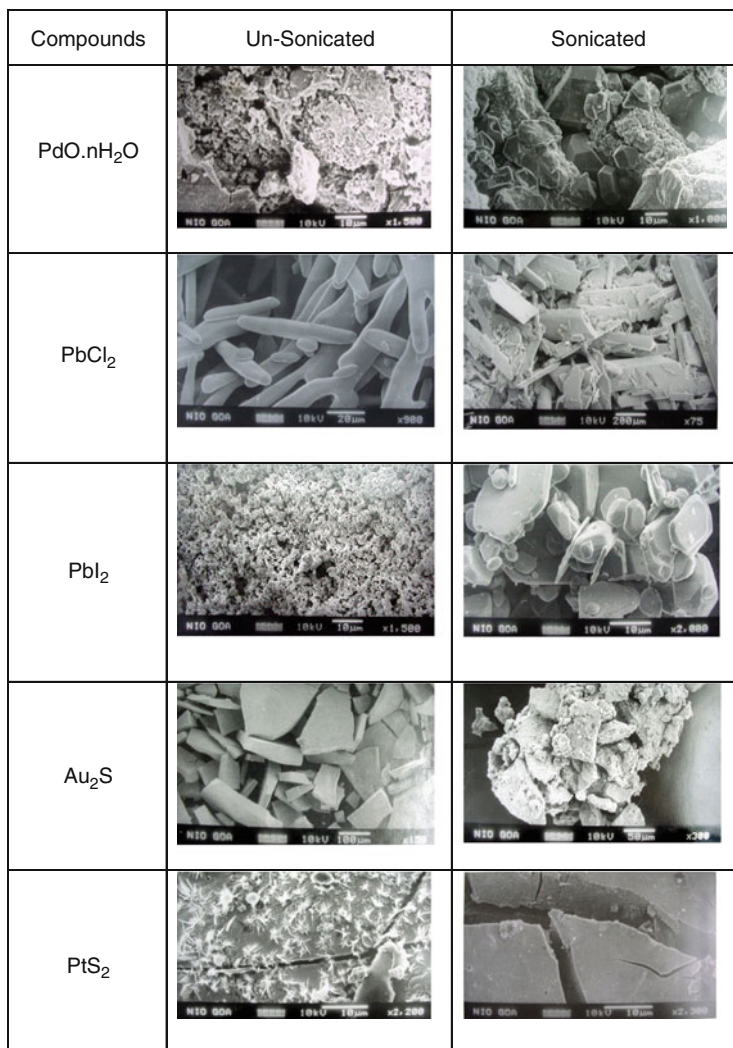 Compounds Un-Sonicated Sonicated
PdO.nH₂O
NIO GOA 10kV 10µm x1,500
NIO GOA 10kV 10µm x1,000
PbCl₂
NIO GOA 10kV 20µm x900
NIO GOA 10kV 200µm x75
PbI₂
NIO GOA 10kV 10µm x1,500
NIO GOA 10kV 10µm x2,000
Au₂S
NIO GOA 10kV 100µm
NIO GOA 10kV 50µm x300
PtS₂
NIO GOA 10kV 10µm x2,200
NIO GOA 10kV 10µm